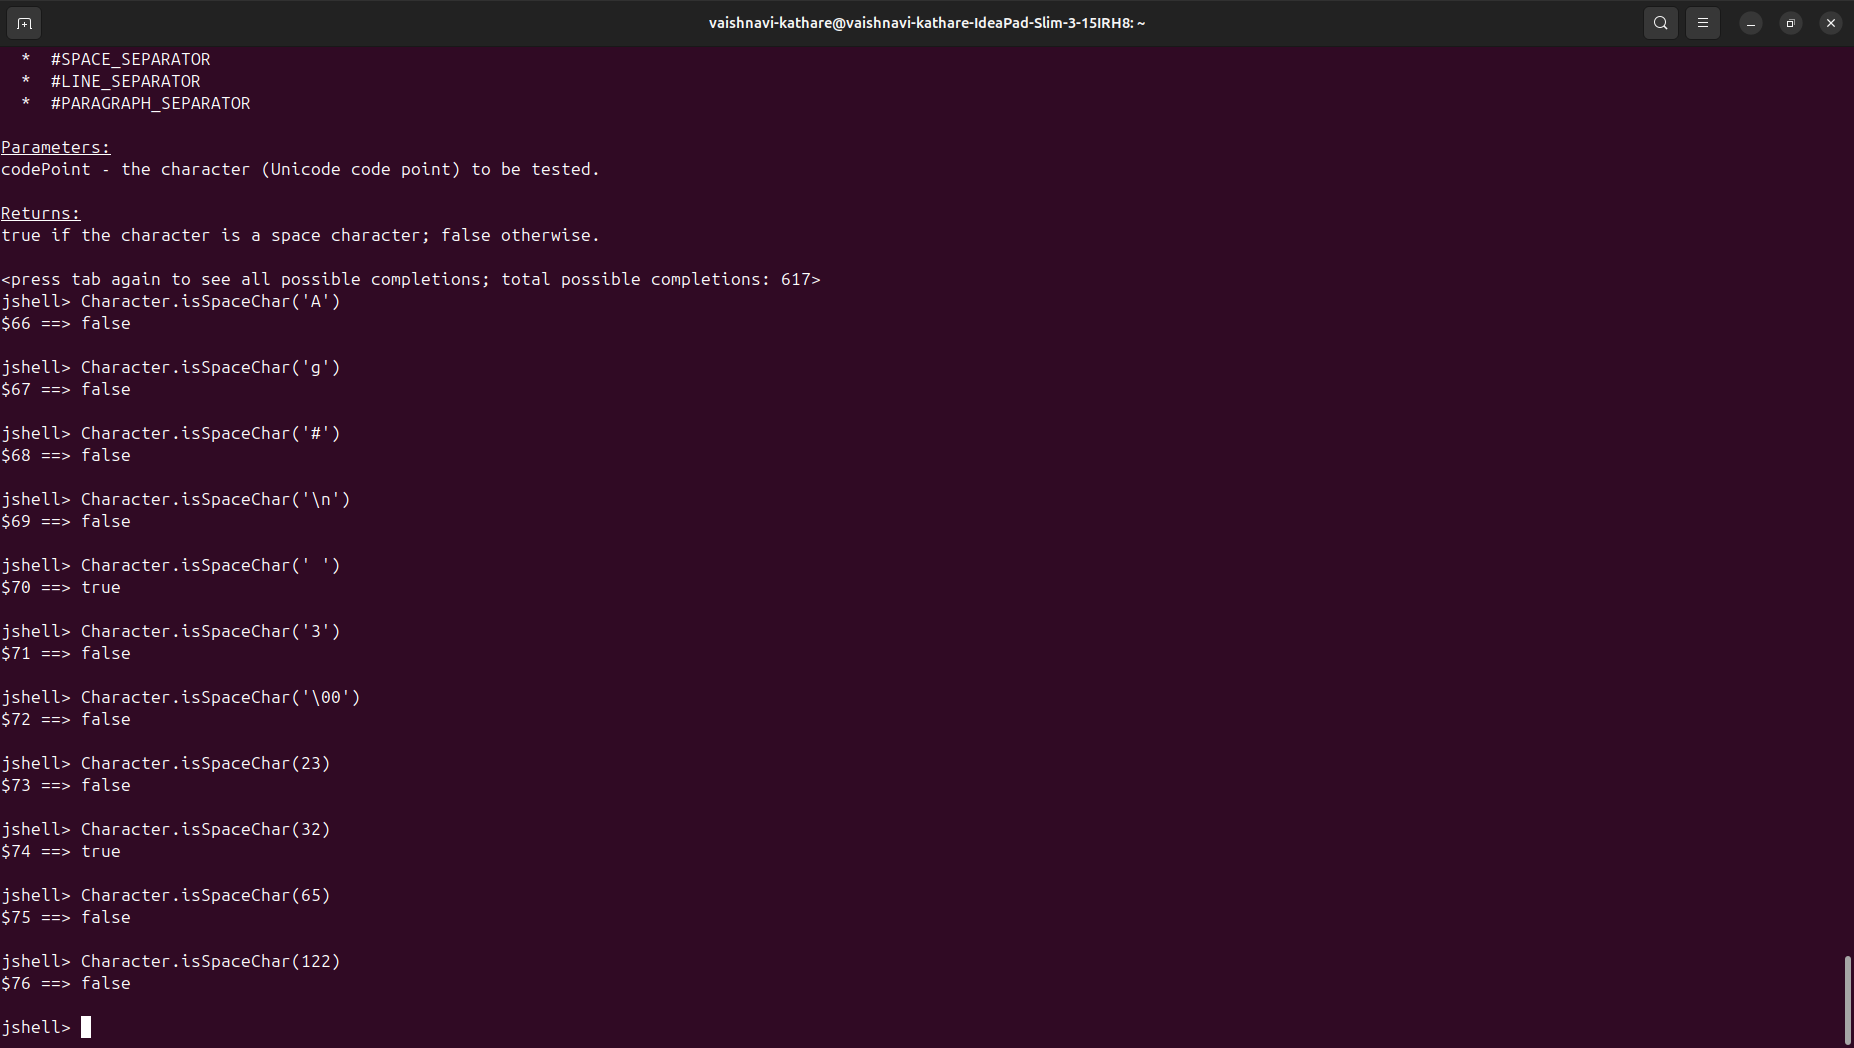 vaishnavi-kathare@vaishnavi-kathare-IdeaPad-Slim-3-15IRH8: ~
* #SPACE_SEPARATOR
* #LINE_SEPARATOR
* #PARAGRAPH_SEPARATOR
Parameters:
codePoint - the character (Unicode code point) to be tested.
Returns:
true if the character is a space character; false otherwise.
<press tab again to see all possible completions; total possible completions: 617>
jshell> Character.isSpaceChar('A')
$66 ==> false
jshell> Character.isSpaceChar('g')
$67 ==> false
jshell> Character.isSpaceChar('#')
$68 ==> false
jshell> Character.isSpaceChar('\n')
$69 ==> false
jshell> Character.isSpaceChar(' ')
$70 ==> true
jshell> Character.isSpaceChar('3')
$71 ==> false
jshell> Character.isSpaceChar('\00')
$72 ==> false
jshell> Character.isSpaceChar(23)
$73 ==> false
jshell> Character.isSpaceChar(32)
$74 ==> true
jshell> Character.isSpaceChar(65)
$75 ==> false
jshell> Character.isSpaceChar(122)
$76 ==> false
jshell>